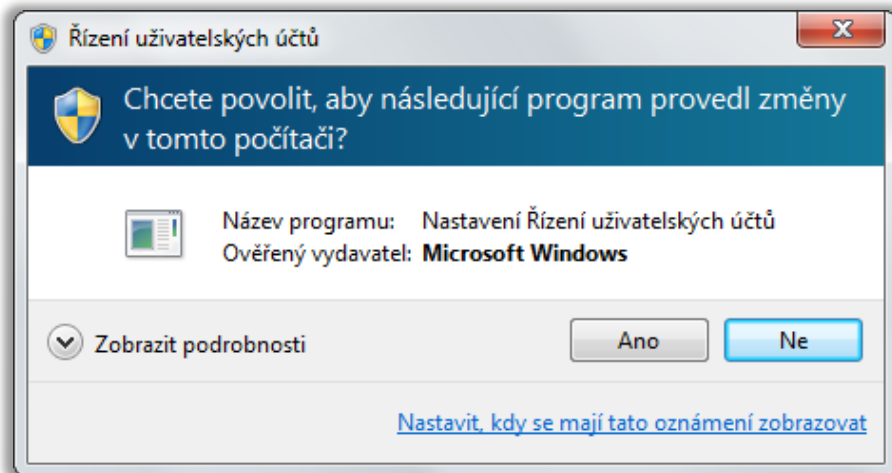 Řízení uživatelských účtů
Chcete povolit, aby následující program provedl změny
v tomto počítači?
Název programu: Nastavení Řízení uživatelských účtů
Ověřený vydavatel: Microsoft Windows
Zobrazit podrobnosti
Ano
Ne
Nastavit, kdy se mají tato oznámení zobrazovat